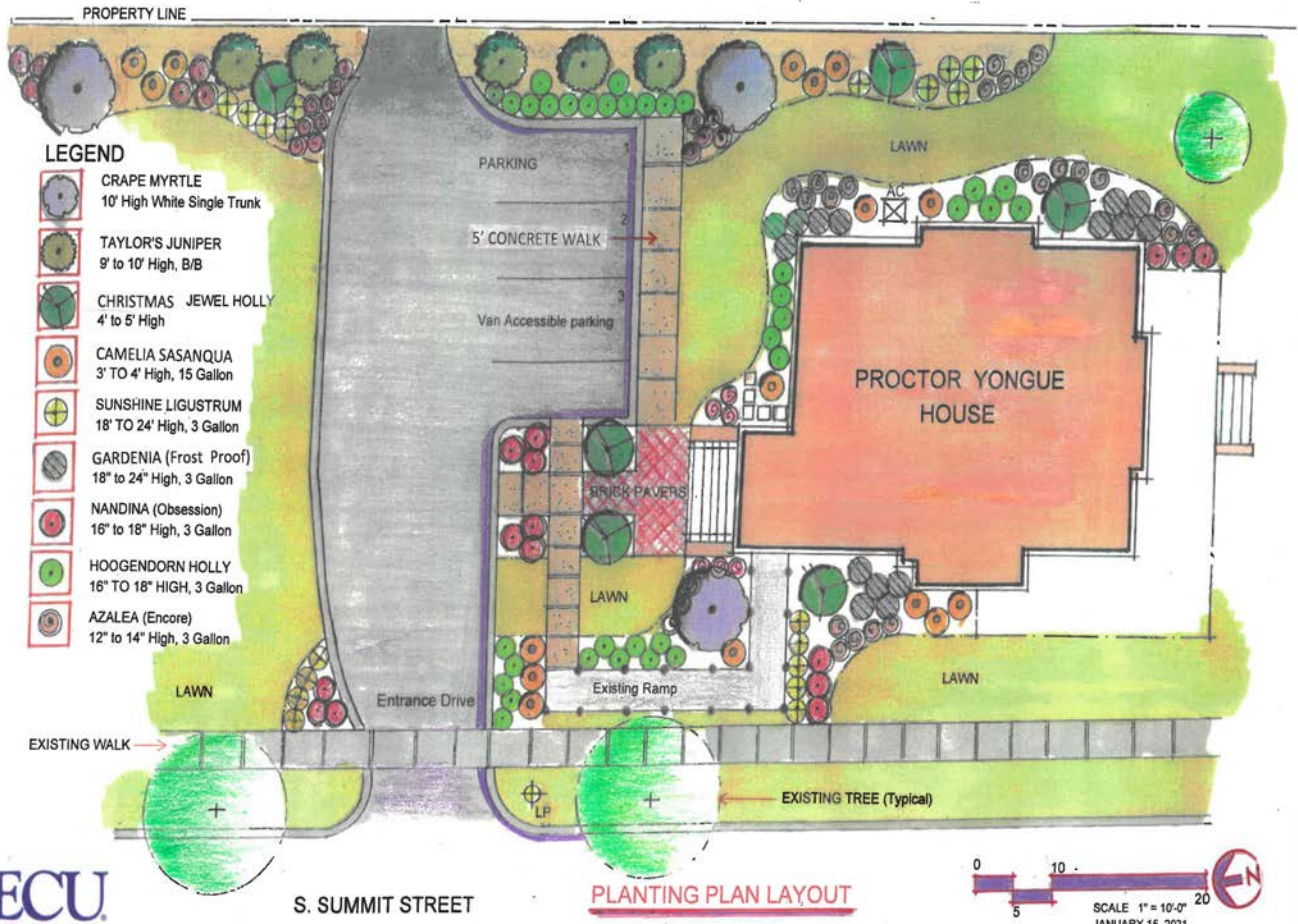 PROPERTY LINE
LEGEND
CRAPE MYRTLE
10' High White Single Trunk
TAYLOR'S JUNIPER
9' to 10' High, B/B
CHRISTMAS JEWEL HOLLY
4' to 5' High
CAMELIA SASANQUA
3' TO 4' High, 15 Gallon
SUNSHINE LIGUSTRUM
18' TO 24' High, 3 Gallon
GARDENIA (Frost Proof)
18" to 24" High, 3 Gallon
NANDINA (Obsession)
16" to 18" High, 3 Gallon
HOOGENDORN HOLLY
16" TO 18" HIGH, 3 Gallon
AZALEA (Encore)
12" to 14" High, 3 Gallon
PARKING
1
2
5' CONCRETE WALK
3
Van Accessible parking
LAWN
AC
PROCTOR YONGUE
HOUSE
BRICK PAVERS
LAWN
LAWN
Entrance Drive
Existing Ramp
LAWN
EXISTING WALK
LP
EXISTING TREE (Typical)
ECU
S. SUMMIT STREET
PLANTING PLAN LAYOUT
0
10
5
20
N
SCALE 1" = 10'-0"
JANUARY 15, 2021